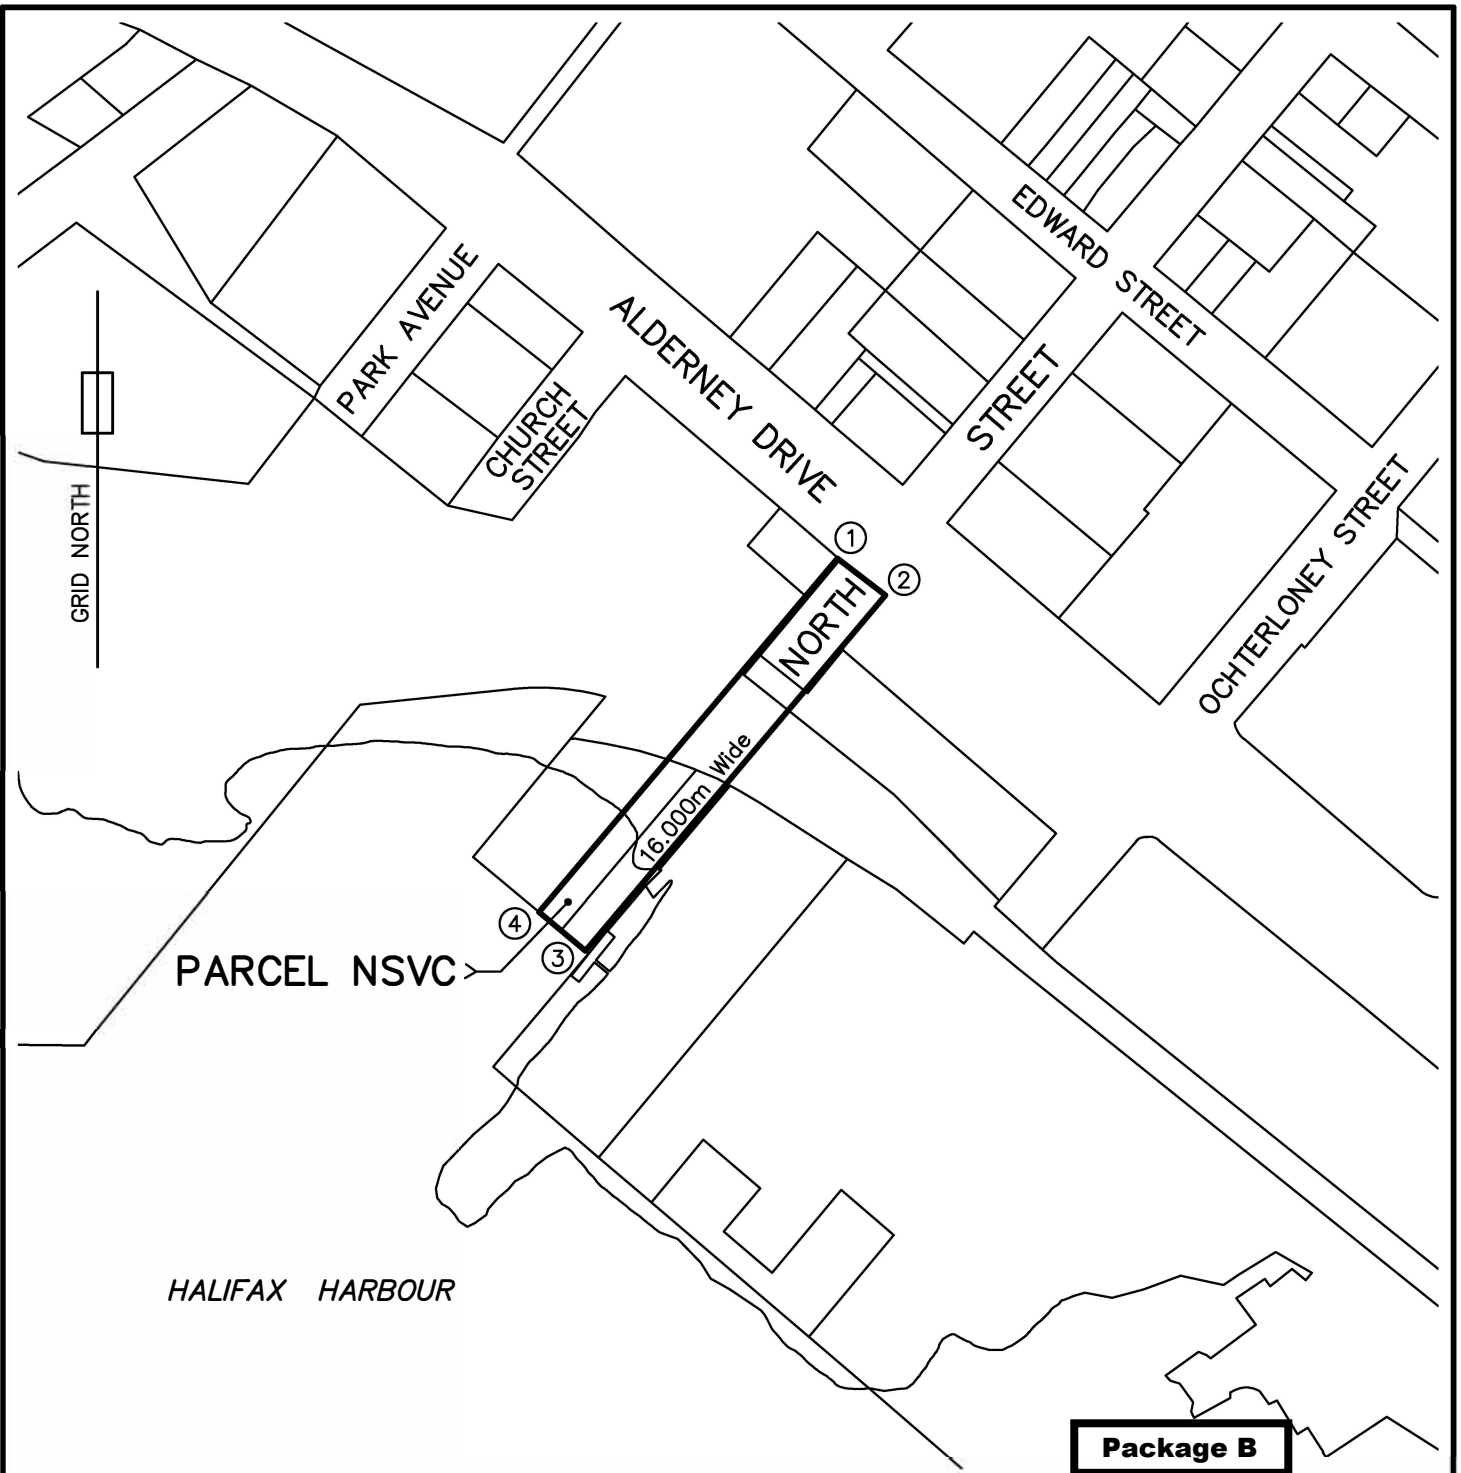 EDWARD STREET
PARK AVENUE
ALDERNEY DRIVE
STREET
CHURCH
STREET
OCHTERLONEY STREET
GRID NORTH
1
2
NORTH
16.000m Wide
4
3
PARCEL NSVC
HALIFAX HARBOUR
Package B